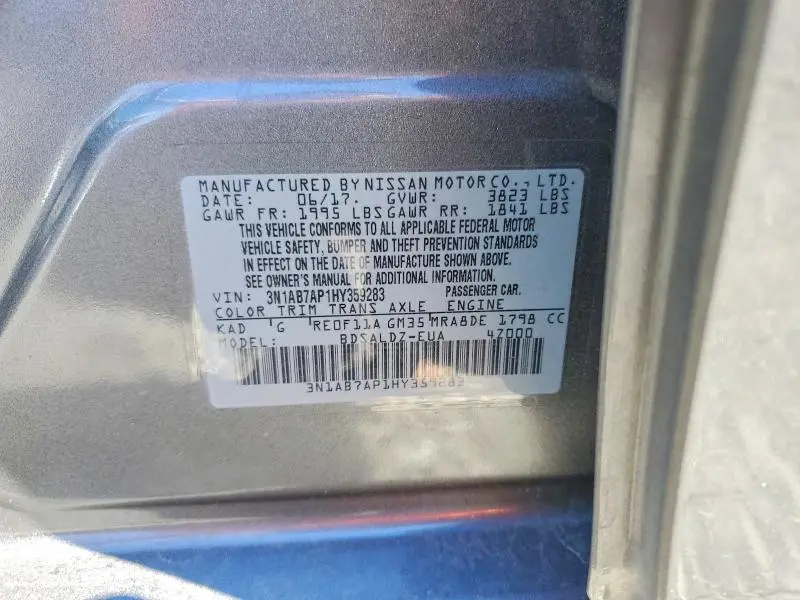 MANUFACTURED BY NISSAN MOTOR CO., LTD.
DATE: 06/17. GVWR: 3823 LBS
GAWR FR: 1995 LBS GAWR RR: 1841 LBS
THIS VEHICLE CONFORMS TO ALL APPLICABLE FEDERAL MOTOR
VEHICLE SAFETY, BUMPER AND THEFT PREVENTION STANDARDS
IN EFFECT ON THE DATE OF MANUFACTURE SHOWN ABOVE.
SEE OWNER'S MANUAL FOR ADDITIONAL INFORMATION.
VIN: 3N1AB7AP1HY359283 PASSENGER CAR.
COLOR TRIM TRANS AXLE ENGINE
KAD G RE0F11A GM35 MRA8DE 1798 CC
MODEL: BDSALDZ-EUA 47000
3N1AB7AP1HY359283